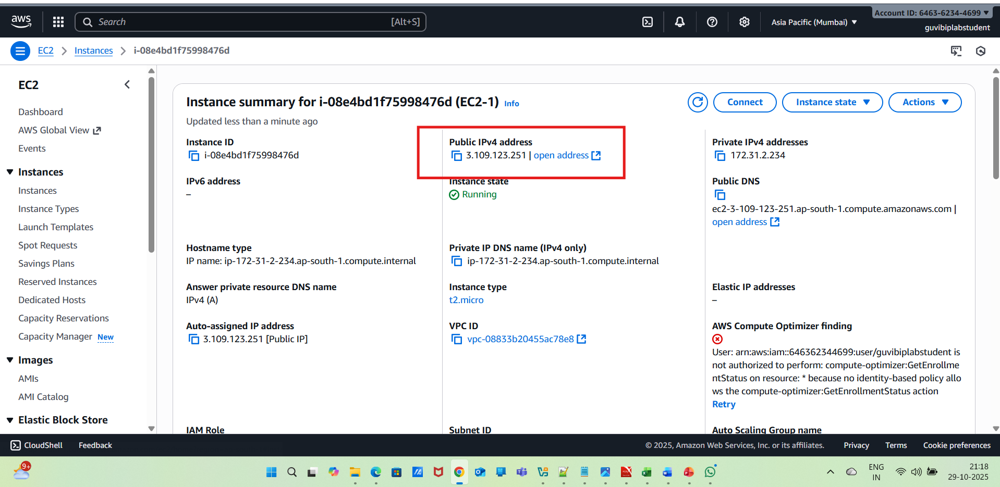 aws
Search [Alt+S]
Asia Pacific (Mumbai) ▼
Account ID: 6463-6234-4699 ▼
guvibiplabstudent
EC2 > Instances > i-08e4bd1f75998476d
EC2
Dashboard
AWS Global View
Events
Instances
Instances
Instance Types
Launch Templates
Spot Requests
Savings Plans
Reserved Instances
Dedicated Hosts
Capacity Reservations
Capacity Manager New
Images
AMIs
AMI Catalog
Elastic Block Store
Instance summary for i-08e4bd1f75998476d (EC2-1) Info
Updated less than a minute ago
Connect
Instance state ▼
Actions ▼
Instance ID
i-08e4bd1f75998476d
Public IPv4 address
3.109.123.251 | open address
Private IPv4 addresses
172.31.2.234
IPv6 address
–
Instance state
Running
Public DNS
ec2-3-109-123-251.ap-south-1.compute.amazonaws.com |
open address
Hostname type
IP name: ip-172-31-2-234.ap-south-1.compute.internal
Private IP DNS name (IPv4 only)
ip-172-31-2-234.ap-south-1.compute.internal
Answer private resource DNS name
IPv4 (A)
Instance type
t2.micro
Elastic IP addresses
–
Auto-assigned IP address
3.109.123.251 [Public IP]
VPC ID
vpc-08833b20455ac78e8
AWS Compute Optimizer finding
User: arn:aws:iam::646362344699:user/guvibiplabstudent is
not authorized to perform: compute-optimizer:GetEnrollme
ntStatus on resource: * because no identity-based policy allo
ws the compute-optimizer:GetEnrollmentStatus action
Retry
IAM Role
Subnet ID
Auto Scaling Group name
CloudShell Feedback
© 2025, Amazon Web Services, Inc. or its affiliates. Privacy Terms Cookie preferences
9+
ENG
IN
21:18
29-10-2025